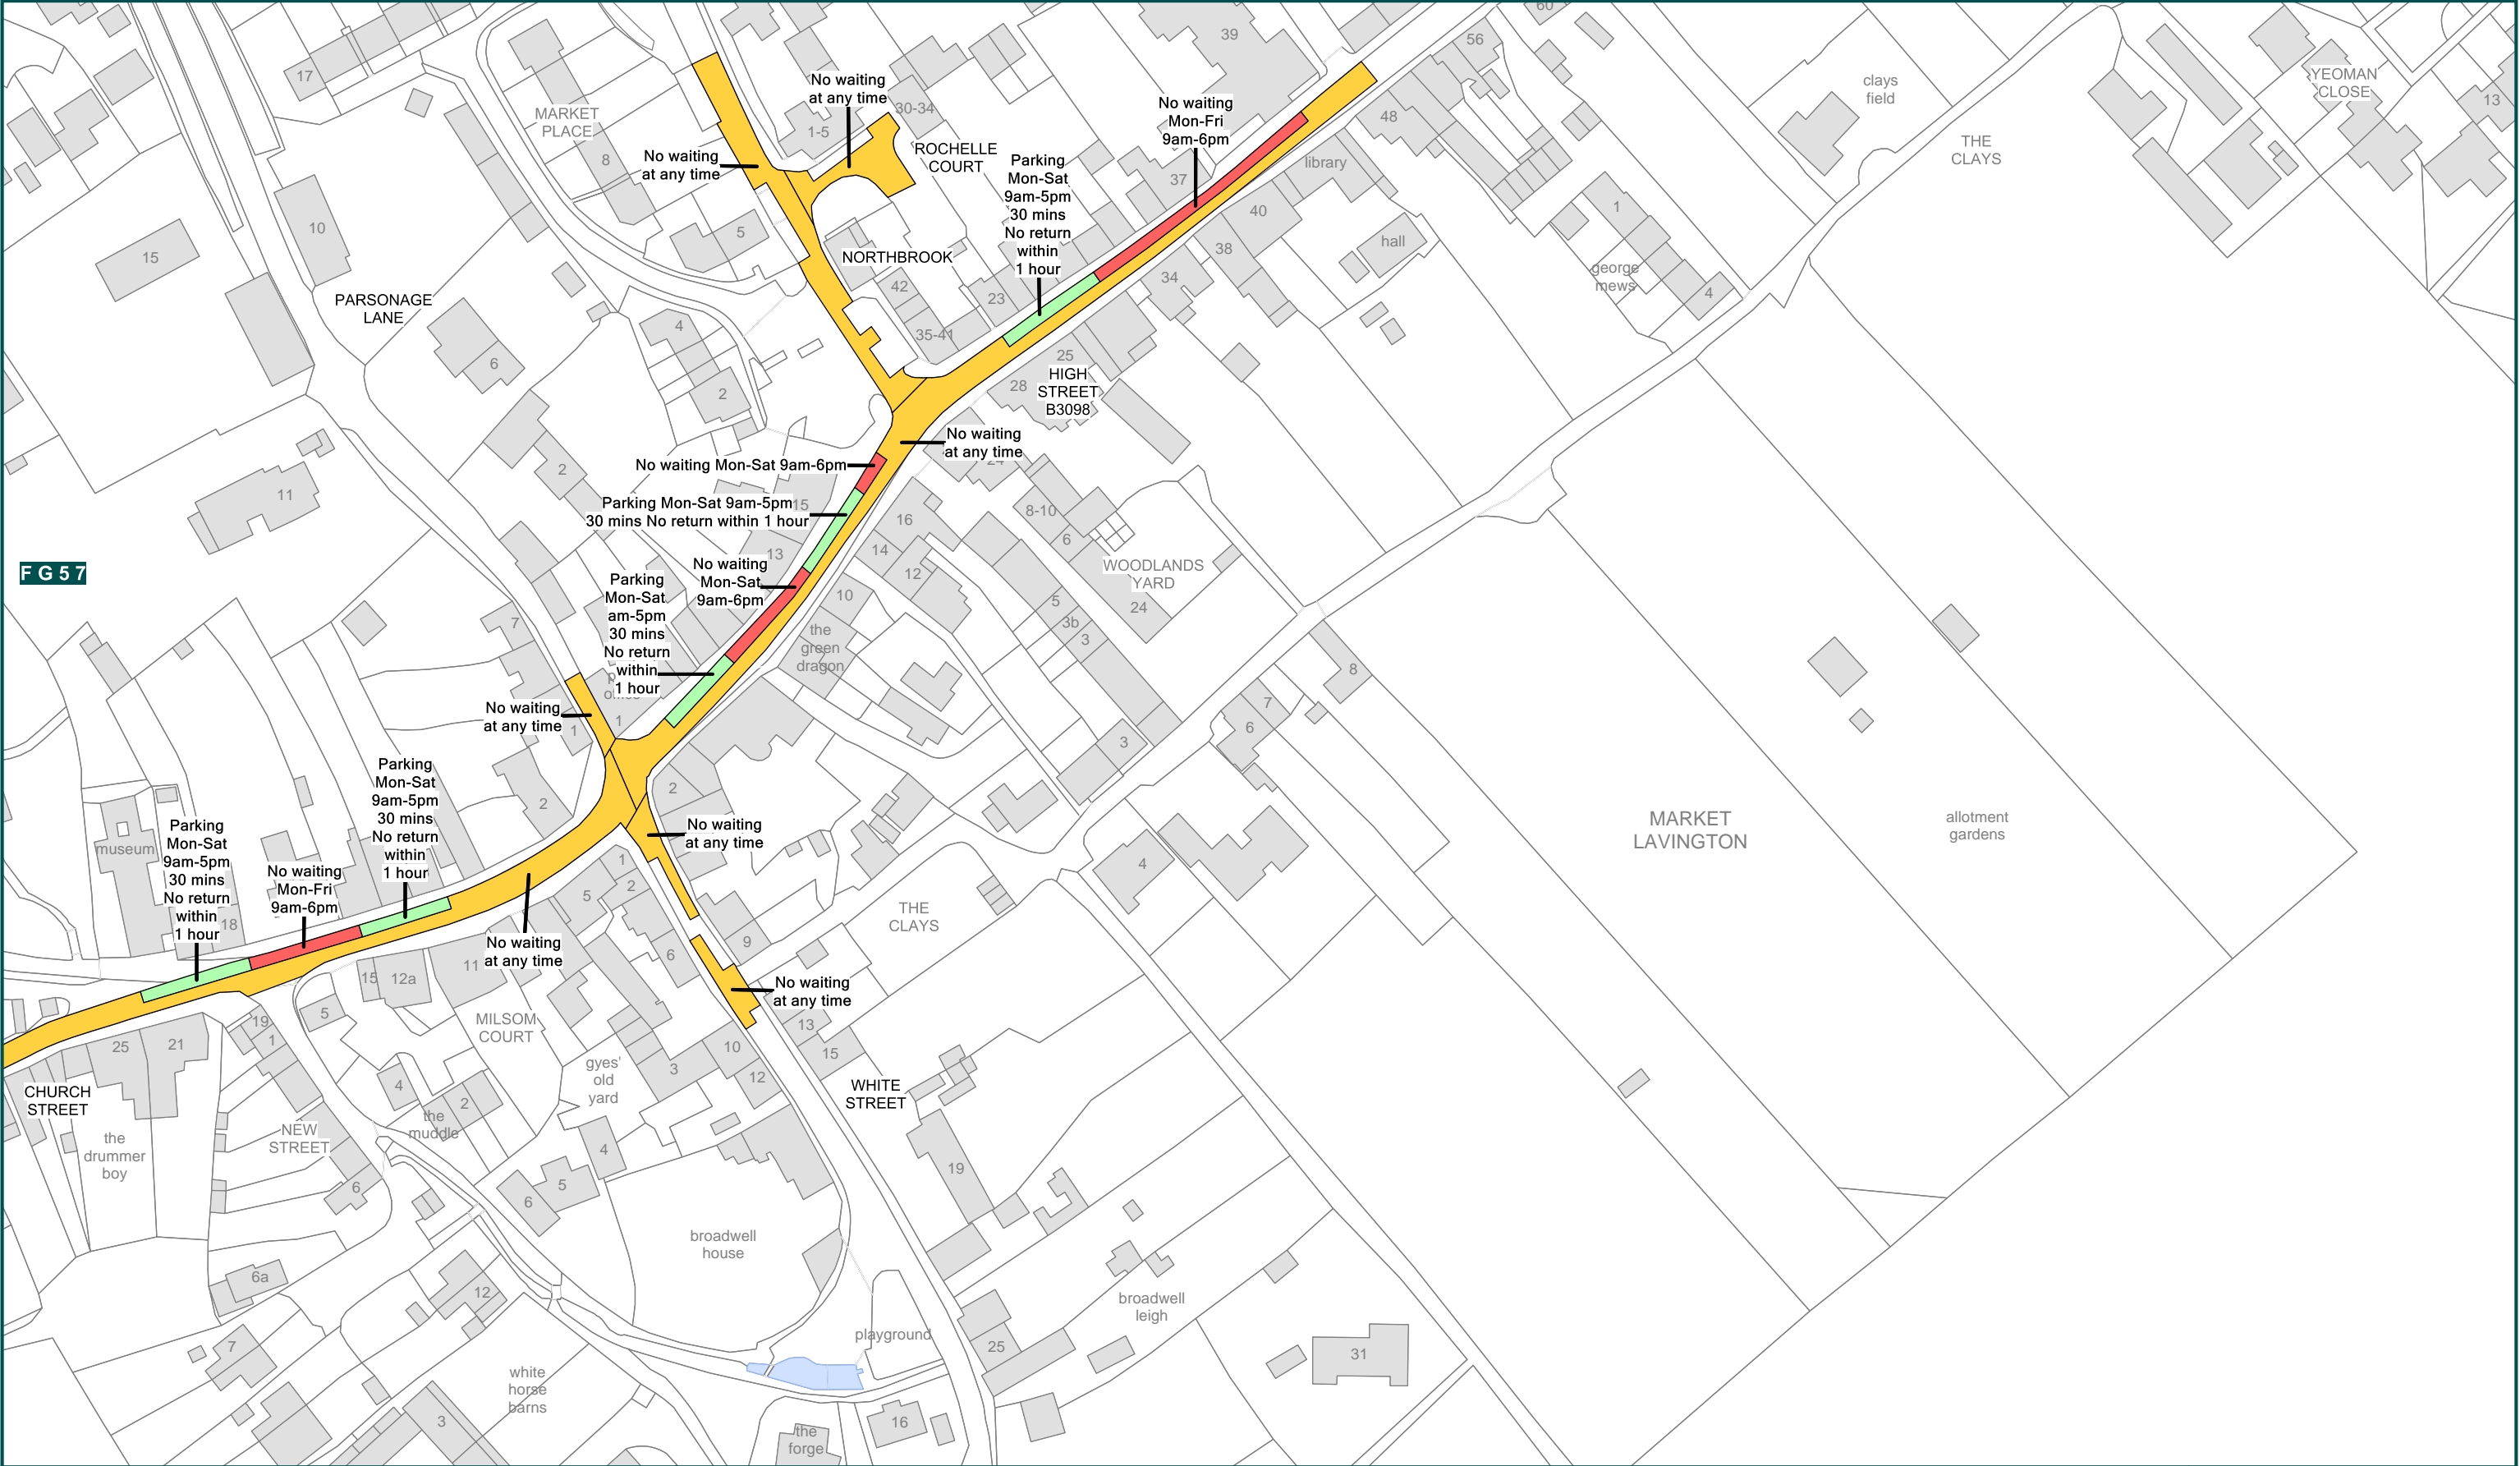 60
56
39
17
No waiting
at any time
30-34
1-5
MARKET
PLACE
8
No waiting
at any time
ROCHELLE
COURT
No waiting
Mon-Fri
9am-6pm
48
library
37
clays
field
THE
CLAYS
YEOMAN
CLOSE
13
Parking
Mon-Sat
9am-5pm
30 mins
No return
within
1 hour
10
5
15
NORTHBROOK
42
23
35-41
40
38
34
hall
1
george
mews
4
PARSONAGE
LANE
4
6
2
25
28
HIGH
STREET
B3098
No waiting
at any time
24
No waiting Mon-Sat 9am-6pm
2
11
15
Parking Mon-Sat 9am-5pm
30 mins No return within 1 hour
16
14
12
8-10
6
13
No waiting
Mon-Sat
9am-6pm
WOODLANDS
YARD
24
FG57
Parking
Mon-Sat
am-5pm
30 mins
No return
within
1 hour
10
the
green
dragon
5
3b
3
7
8
7
6
1
1
No waiting
at any time
3
2
2
No waiting
at any time
MARKET
LAVINGTON
allotment
gardens
museum
Parking
Mon-Sat
9am-5pm
30 mins
No return
within
1 hour
Parking
Mon-Sat
9am-5pm
30 mins
No return
within
1 hour
No waiting
Mon-Fri
9am-6pm
18
1
2
5
4
THE
CLAYS
9
6
No waiting
at any time
15
12a
11
No waiting
at any time
5
MILSOM
COURT
13
15
19
1
25
21
10
12
3
gyes'
old
yard
CHURCH
STREET
WHITE
STREET
4
2
the
muddle
NEW
STREET
the
drummer
boy
4
5
6
6
19
broadwell
house
6a
12
broadwell
leigh
playground
7
25
31
white
horse
barns
3
16
the
forge